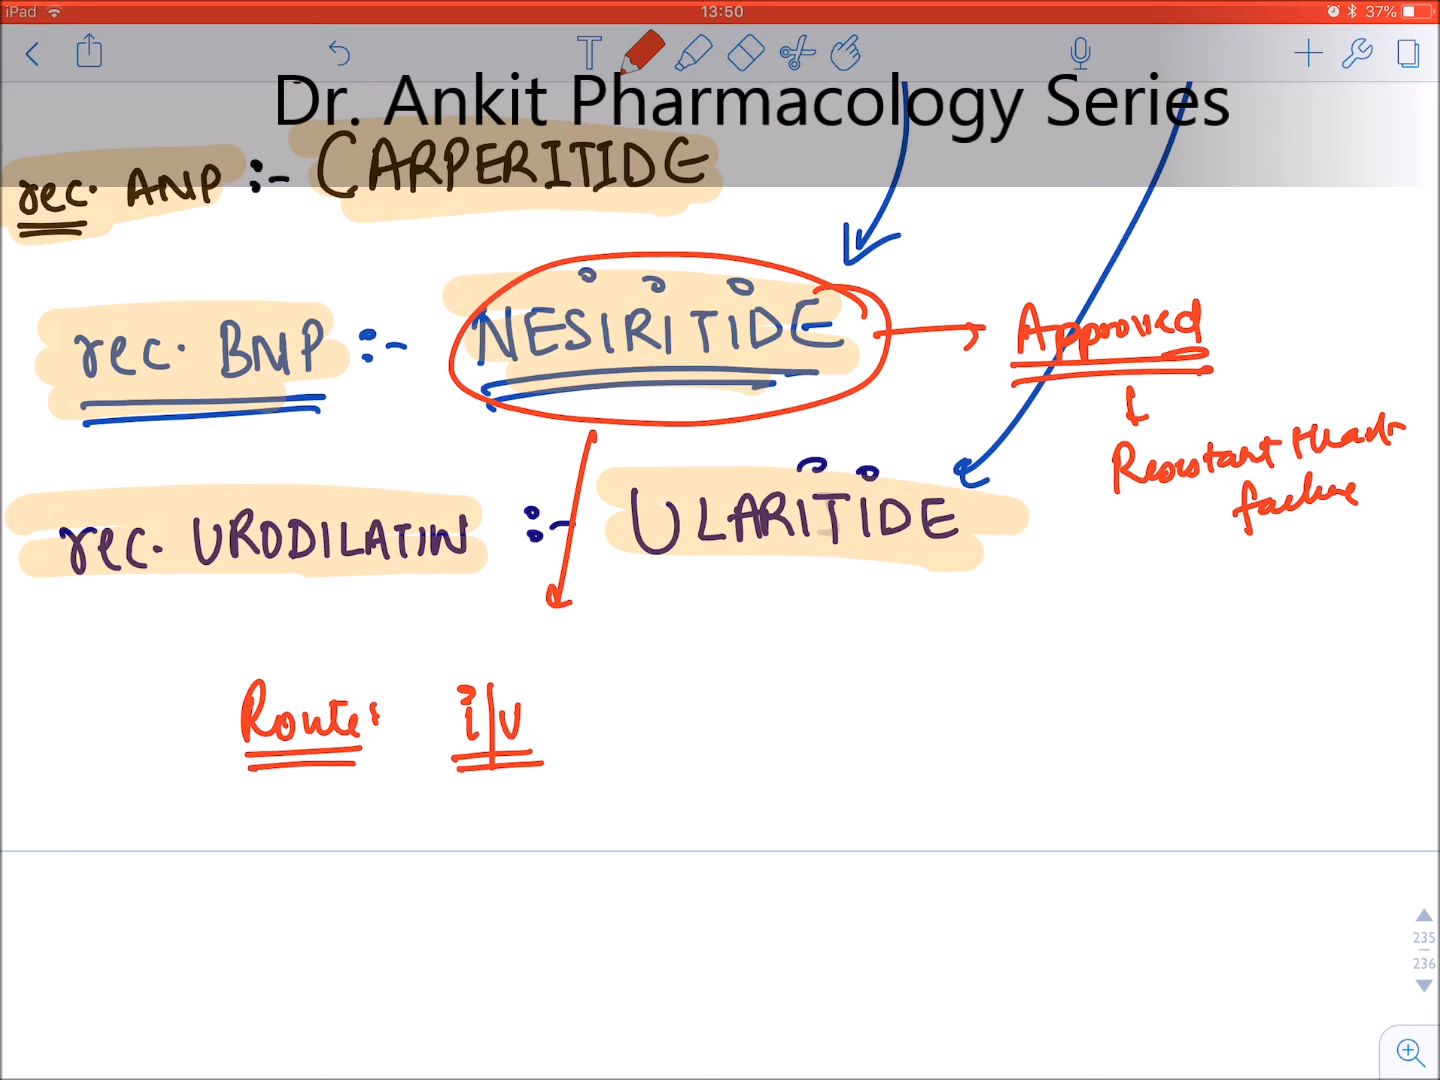 iPad 13:50 37%
T
Dr. Ankit Pharmacology Series
rec. ANP :- CARPERITIDE
rec. BNP :- NESIRITIDE → Approved
Resistant Heart
failure
rec. URODILATIN :- ULARITIDE
Route: i/v
235
236